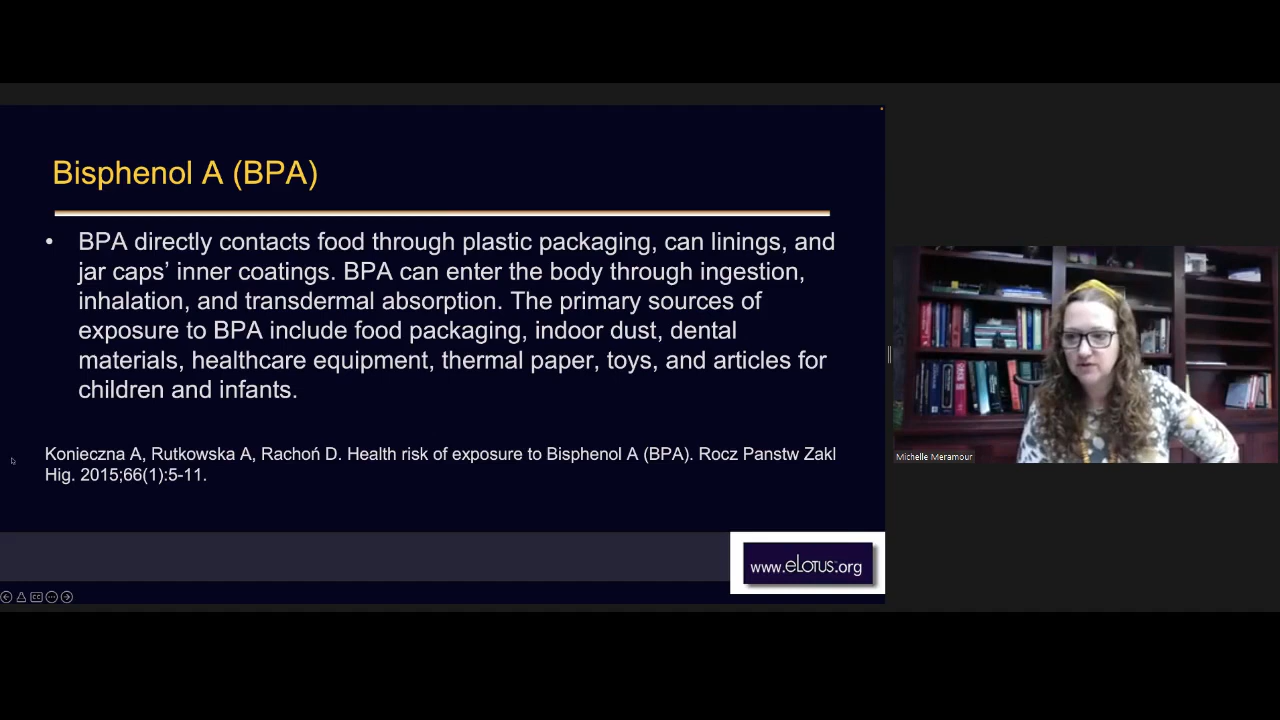 Bisphenol A (BPA)
• BPA directly contacts food through plastic packaging, can linings, and
jar caps’ inner coatings. BPA can enter the body through ingestion,
inhalation, and transdermal absorption. The primary sources of
exposure to BPA include food packaging, indoor dust, dental
materials, healthcare equipment, thermal paper, toys, and articles for
children and infants.
Konieczna A, Rutkowska A, Rachoń D. Health risk of exposure to Bisphenol A (BPA). Rocz Panstw Zakl
Hig. 2015;66(1):5-11.
www.eLotus.org
Michelle Meramour